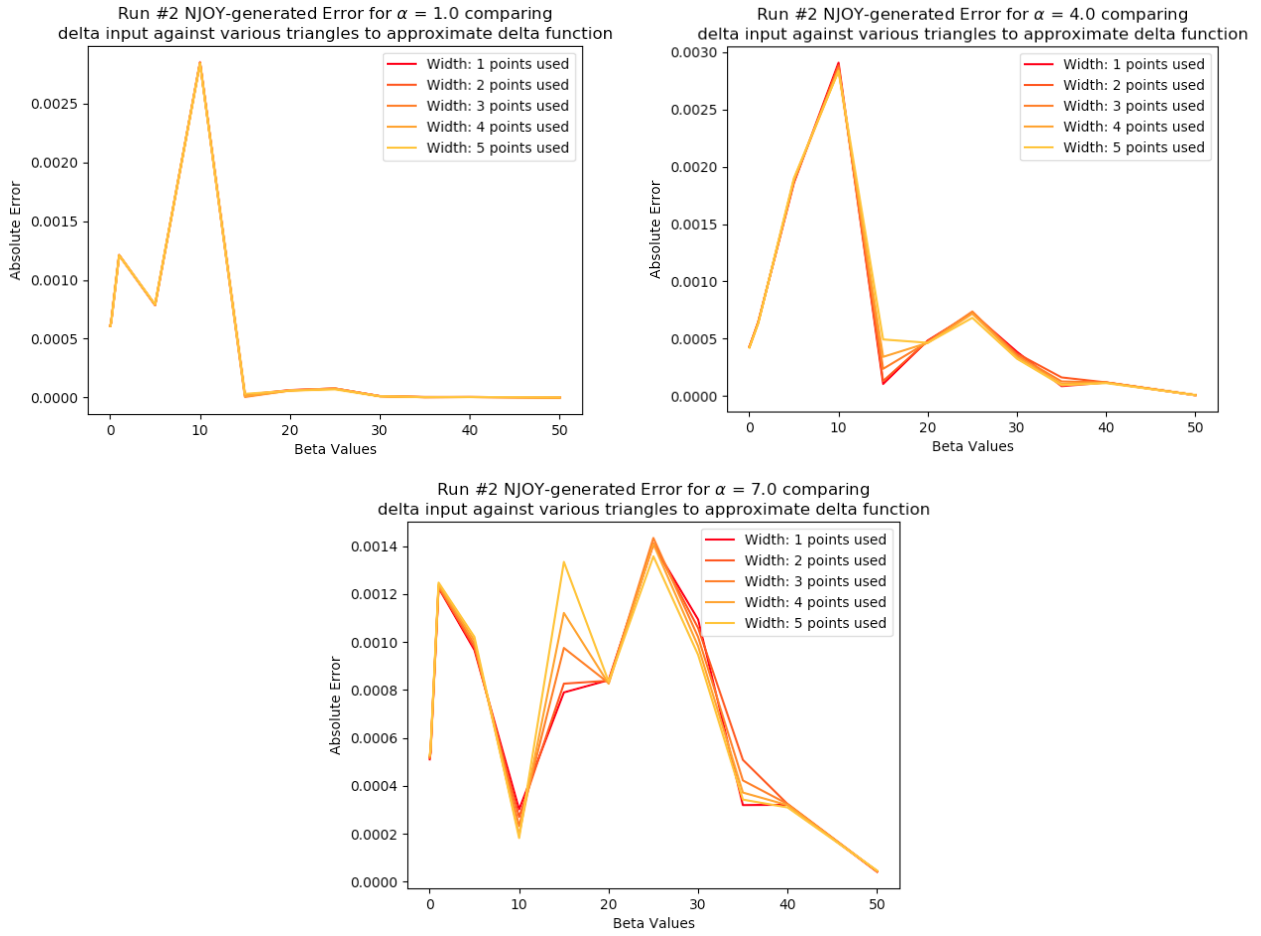 Run #2 NJOY-generated Error for α = 1.0 comparing
delta input against various triangles to approximate delta function
Absolute Error
0.0025
0.0020
0.0015
0.0010
0.0005
0.0000
Width: 1 points used
Width: 2 points used
Width: 3 points used
Width: 4 points used
Width: 5 points used
0 10 20 30 40 50
Beta Values
Run #2 NJOY-generated Error for α = 4.0 comparing
delta input against various triangles to approximate delta function
Absolute Error
0.0030
0.0025
0.0020
0.0015
0.0010
0.0005
0.0000
Width: 1 points used
Width: 2 points used
Width: 3 points used
Width: 4 points used
Width: 5 points used
0 10 20 30 40 50
Beta Values
Run #2 NJOY-generated Error for α = 7.0 comparing
delta input against various triangles to approximate delta function
Absolute Error
0.0014
0.0012
0.0010
0.0008
0.0006
0.0004
0.0002
0.0000
Width: 1 points used
Width: 2 points used
Width: 3 points used
Width: 4 points used
Width: 5 points used
0 10 20 30 40 50
Beta Values